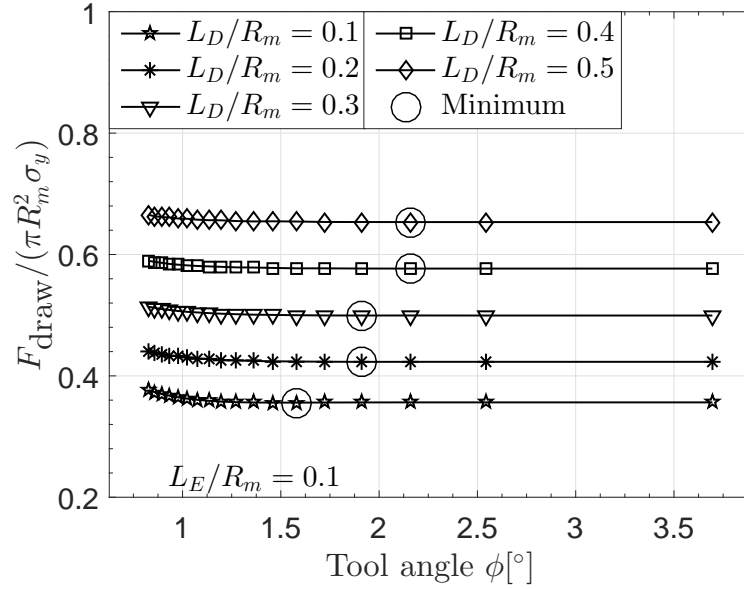 L_D/R_m = 0.1
L_D/R_m = 0.2
L_D/R_m = 0.3
L_D/R_m = 0.4
L_D/R_m = 0.5
Minimum
F_draw/(πR_m^2σ_y)
1
0.8
0.6
0.4
0.2
L_E/R_m = 0.1
1 1.5 2 2.5 3 3.5
Tool angle ϕ[°]